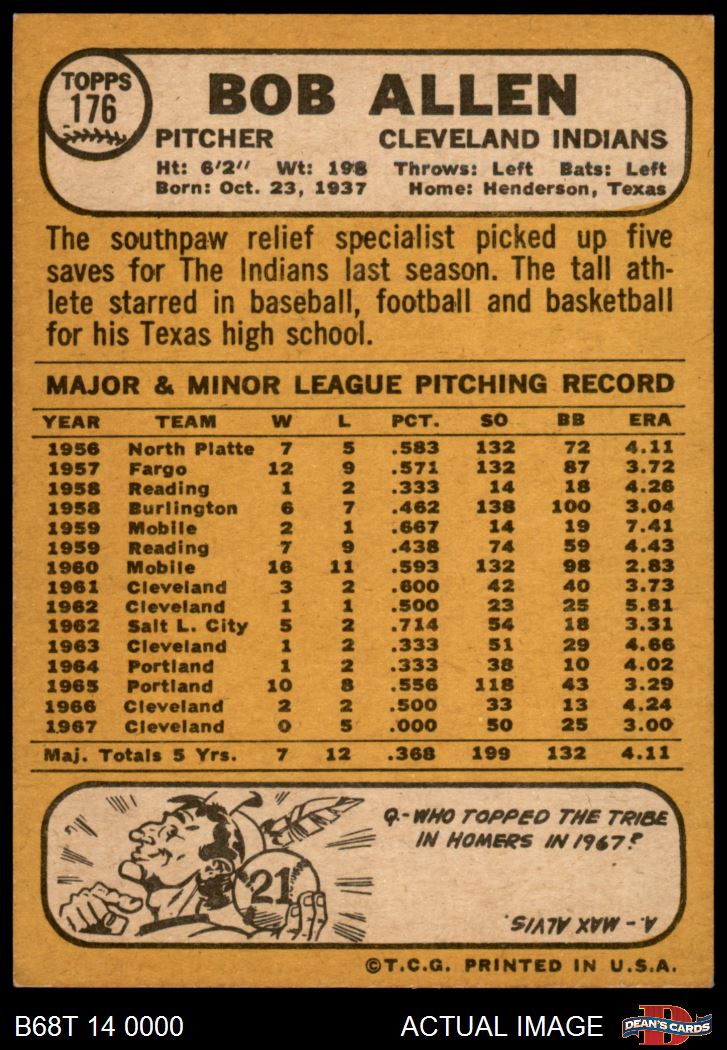 TOPPS
176
BOB ALLEN
PITCHER CLEVELAND INDIANS
Ht: 6'2" Wt: 198 Throws: Left Bats: Left
Born: Oct. 23, 1937 Home: Henderson, Texas
The southpaw relief specialist picked up five
saves for The Indians last season. The tall ath-
lete starred in baseball, football and basketball
for his Texas high school.
MAJOR & MINOR LEAGUE PITCHING RECORD
YEAR TEAM W L PCT. SO BB ERA
1956 North Platte 7 5 .583 132 72 4.11
1957 Fargo 12 9 .571 132 87 3.72
1958 Reading 1 2 .333 14 18 4.26
1958 Burlington 6 7 .462 138 100 3.04
1959 Mobile 2 1 .667 14 19 7.41
1959 Reading 7 9 .438 74 59 4.43
1960 Mobile 16 11 .593 132 98 2.83
1961 Cleveland 3 2 .600 42 40 3.73
1962 Cleveland 1 1 .500 23 25 5.81
1962 Salt L. City 5 2 .714 54 18 3.31
1963 Cleveland 1 2 .333 51 29 4.66
1964 Portland 1 2 .333 38 10 4.02
1965 Portland 10 8 .556 118 43 3.29
1966 Cleveland 2 2 .500 33 13 4.24
1967 Cleveland 0 5 .000 50 25 3.00
Maj. Totals 5 Yrs. 7 12 .368 199 132 4.11
21
Q.-WHO TOPPED THE TRIBE
IN HOMERS IN 1967?
A.- MAX ALVIS.
©T.C.G. PRINTED IN U.S.A.
B68T 14 0000 ACTUAL IMAGE
D
DEAN'S CARDS